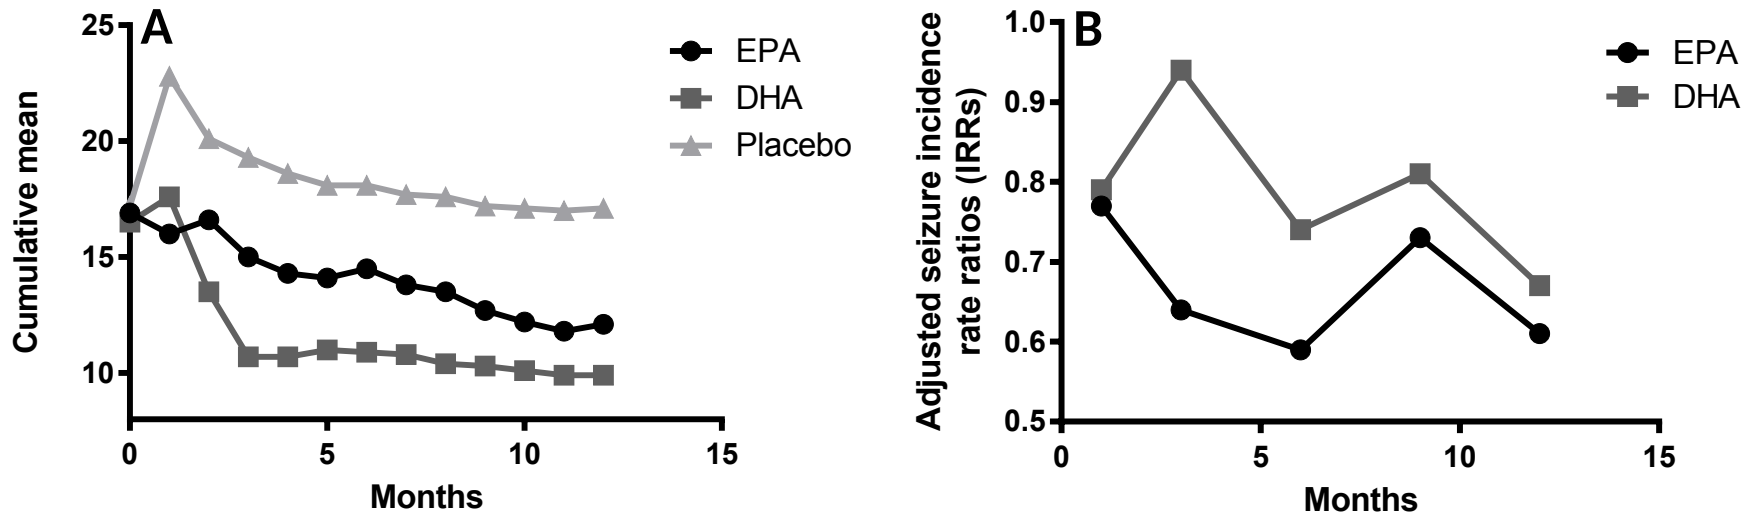 A
25
20
15
10
Cumulative mean
0 5 10 15
Months
EPA
DHA
Placebo
B
1.0
0.9
0.8
0.7
0.6
0.5
Adjusted seizure incidence
rate ratios (IRRs)
0 5 10 15
Months
EPA
DHA